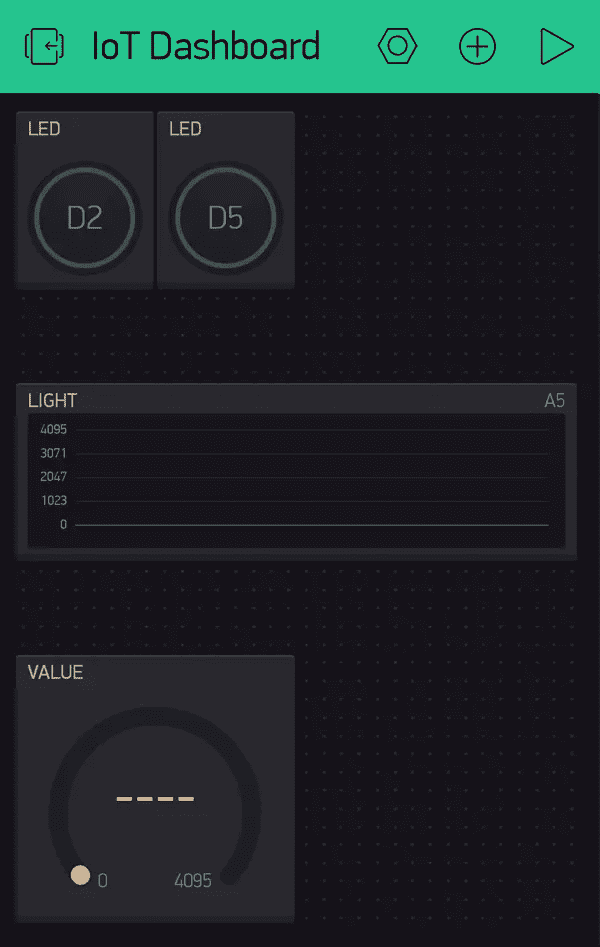 IoT Dashboard
LED
LED
D2
D5
LIGHT
A5
4095
3071
2047
1023
0
VALUE
----
0
4095